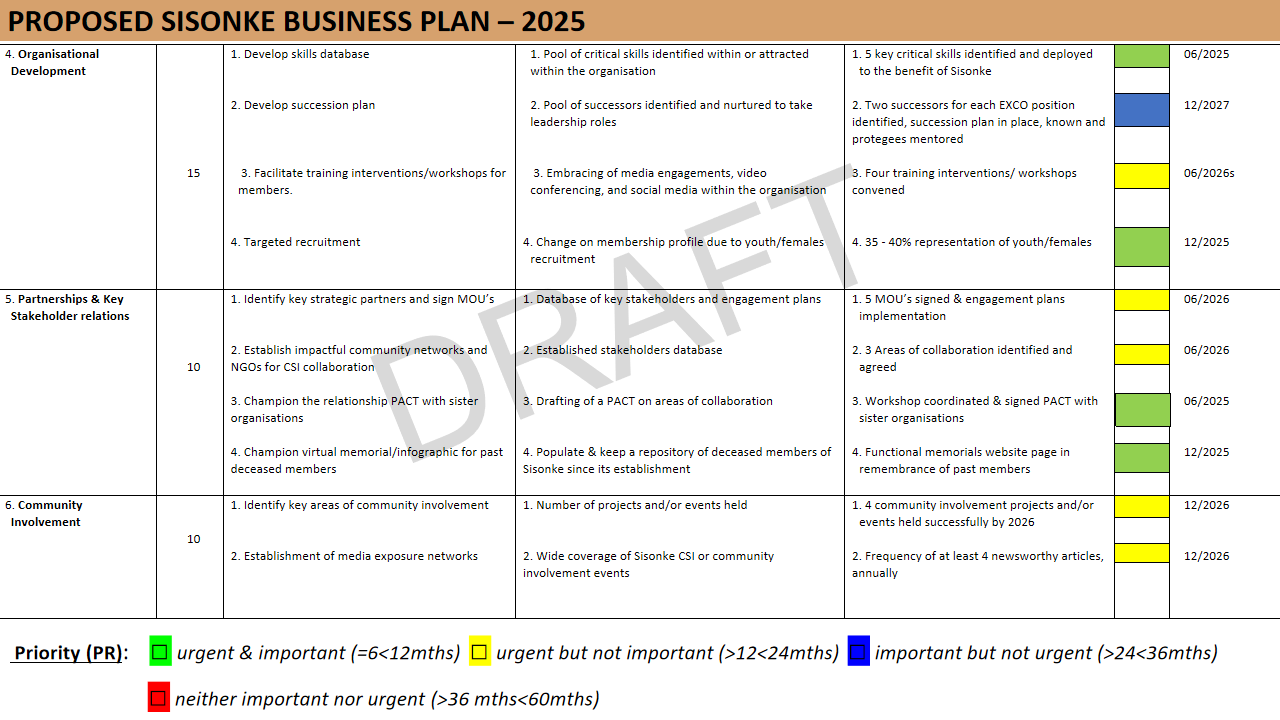 PROPOSED SISONKE BUSINESS PLAN – 2025
4. Organisational
Development
15
1. Develop skills database
2. Develop succession plan
3. Facilitate training interventions/workshops for
members.
4. Targeted recruitment
1. Pool of critical skills identified within or attracted
within the organisation
2. Pool of successors identified and nurtured to take
leadership roles
3. Embracing of media engagements, video
conferencing, and social media within the organisation
4. Change on membership profile due to youth/females
recruitment
1. 5 key critical skills identified and deployed
to the benefit of Sisonke
2. Two successors for each EXCO position
identified, succession plan in place, known and
protegees mentored
3. Four training interventions/ workshops
convened
4. 35 - 40% representation of youth/females
06/2025
12/2027
06/2026s
12/2025
5. Partnerships & Key
Stakeholder relations
10
1. Identify key strategic partners and sign MOU’s
2. Establish impactful community networks and
NGOs for CSI collaboration
3. Champion the relationship PACT with sister
organisations
4. Champion virtual memorial/infographic for past
deceased members
1. Database of key stakeholders and engagement plans
2. Established stakeholders database
3. Drafting of a PACT on areas of collaboration
4. Populate & keep a repository of deceased members of
Sisonke since its establishment
1. 5 MOU’s signed & engagement plans
implementation
2. 3 Areas of collaboration identified and
agreed
3. Workshop coordinated & signed PACT with
sister organisations
4. Functional memorials website page in
remembrance of past members
06/2026
06/2026
06/2025
12/2025
6. Community
Involvement
10
1. Identify key areas of community involvement
2. Establishment of media exposure networks
1. Number of projects and/or events held
2. Wide coverage of Sisonke CSI or community
involvement events
1. 4 community involvement projects and/or
events held successfully by 2026
2. Frequency of at least 4 newsworthy articles,
annually
12/2026
12/2026
DRAFT
Priority (PR): urgent & important (=6<12mths) urgent but not important (>12<24mths) important but not urgent (>24<36mths)
neither important nor urgent (>36 mths<60mths)